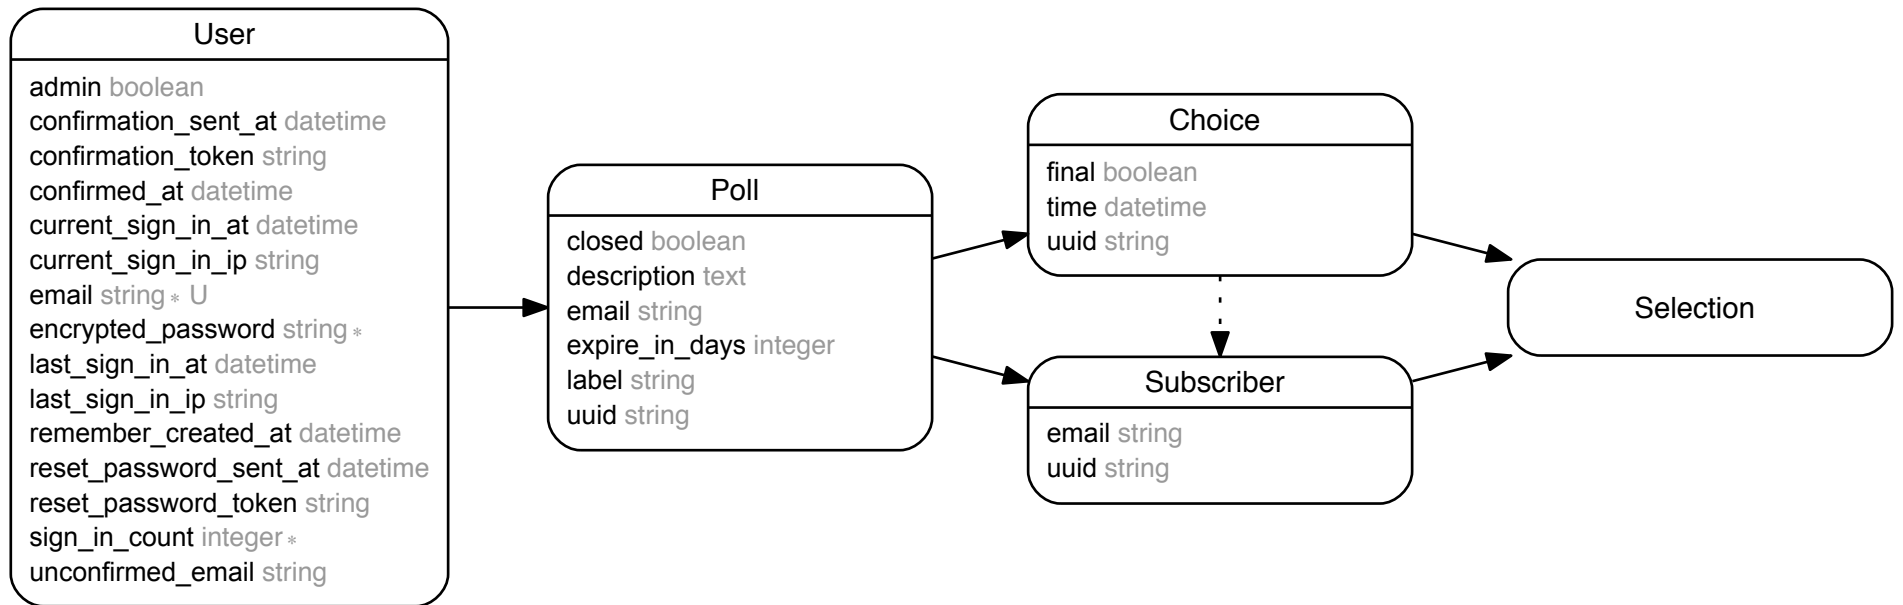 User
admin boolean
confirmation_sent_at datetime
confirmation_token string
confirmed_at datetime
current_sign_in_at datetime
current_sign_in_ip string
email string * U
encrypted_password string *
last_sign_in_at datetime
last_sign_in_ip string
remember_created_at datetime
reset_password_sent_at datetime
reset_password_token string
sign_in_count integer *
unconfirmed_email string
Poll
closed boolean
description text
email string
expire_in_days integer
label string
uuid string
Choice
final boolean
time datetime
uuid string
Subscriber
email string
uuid string
Selection